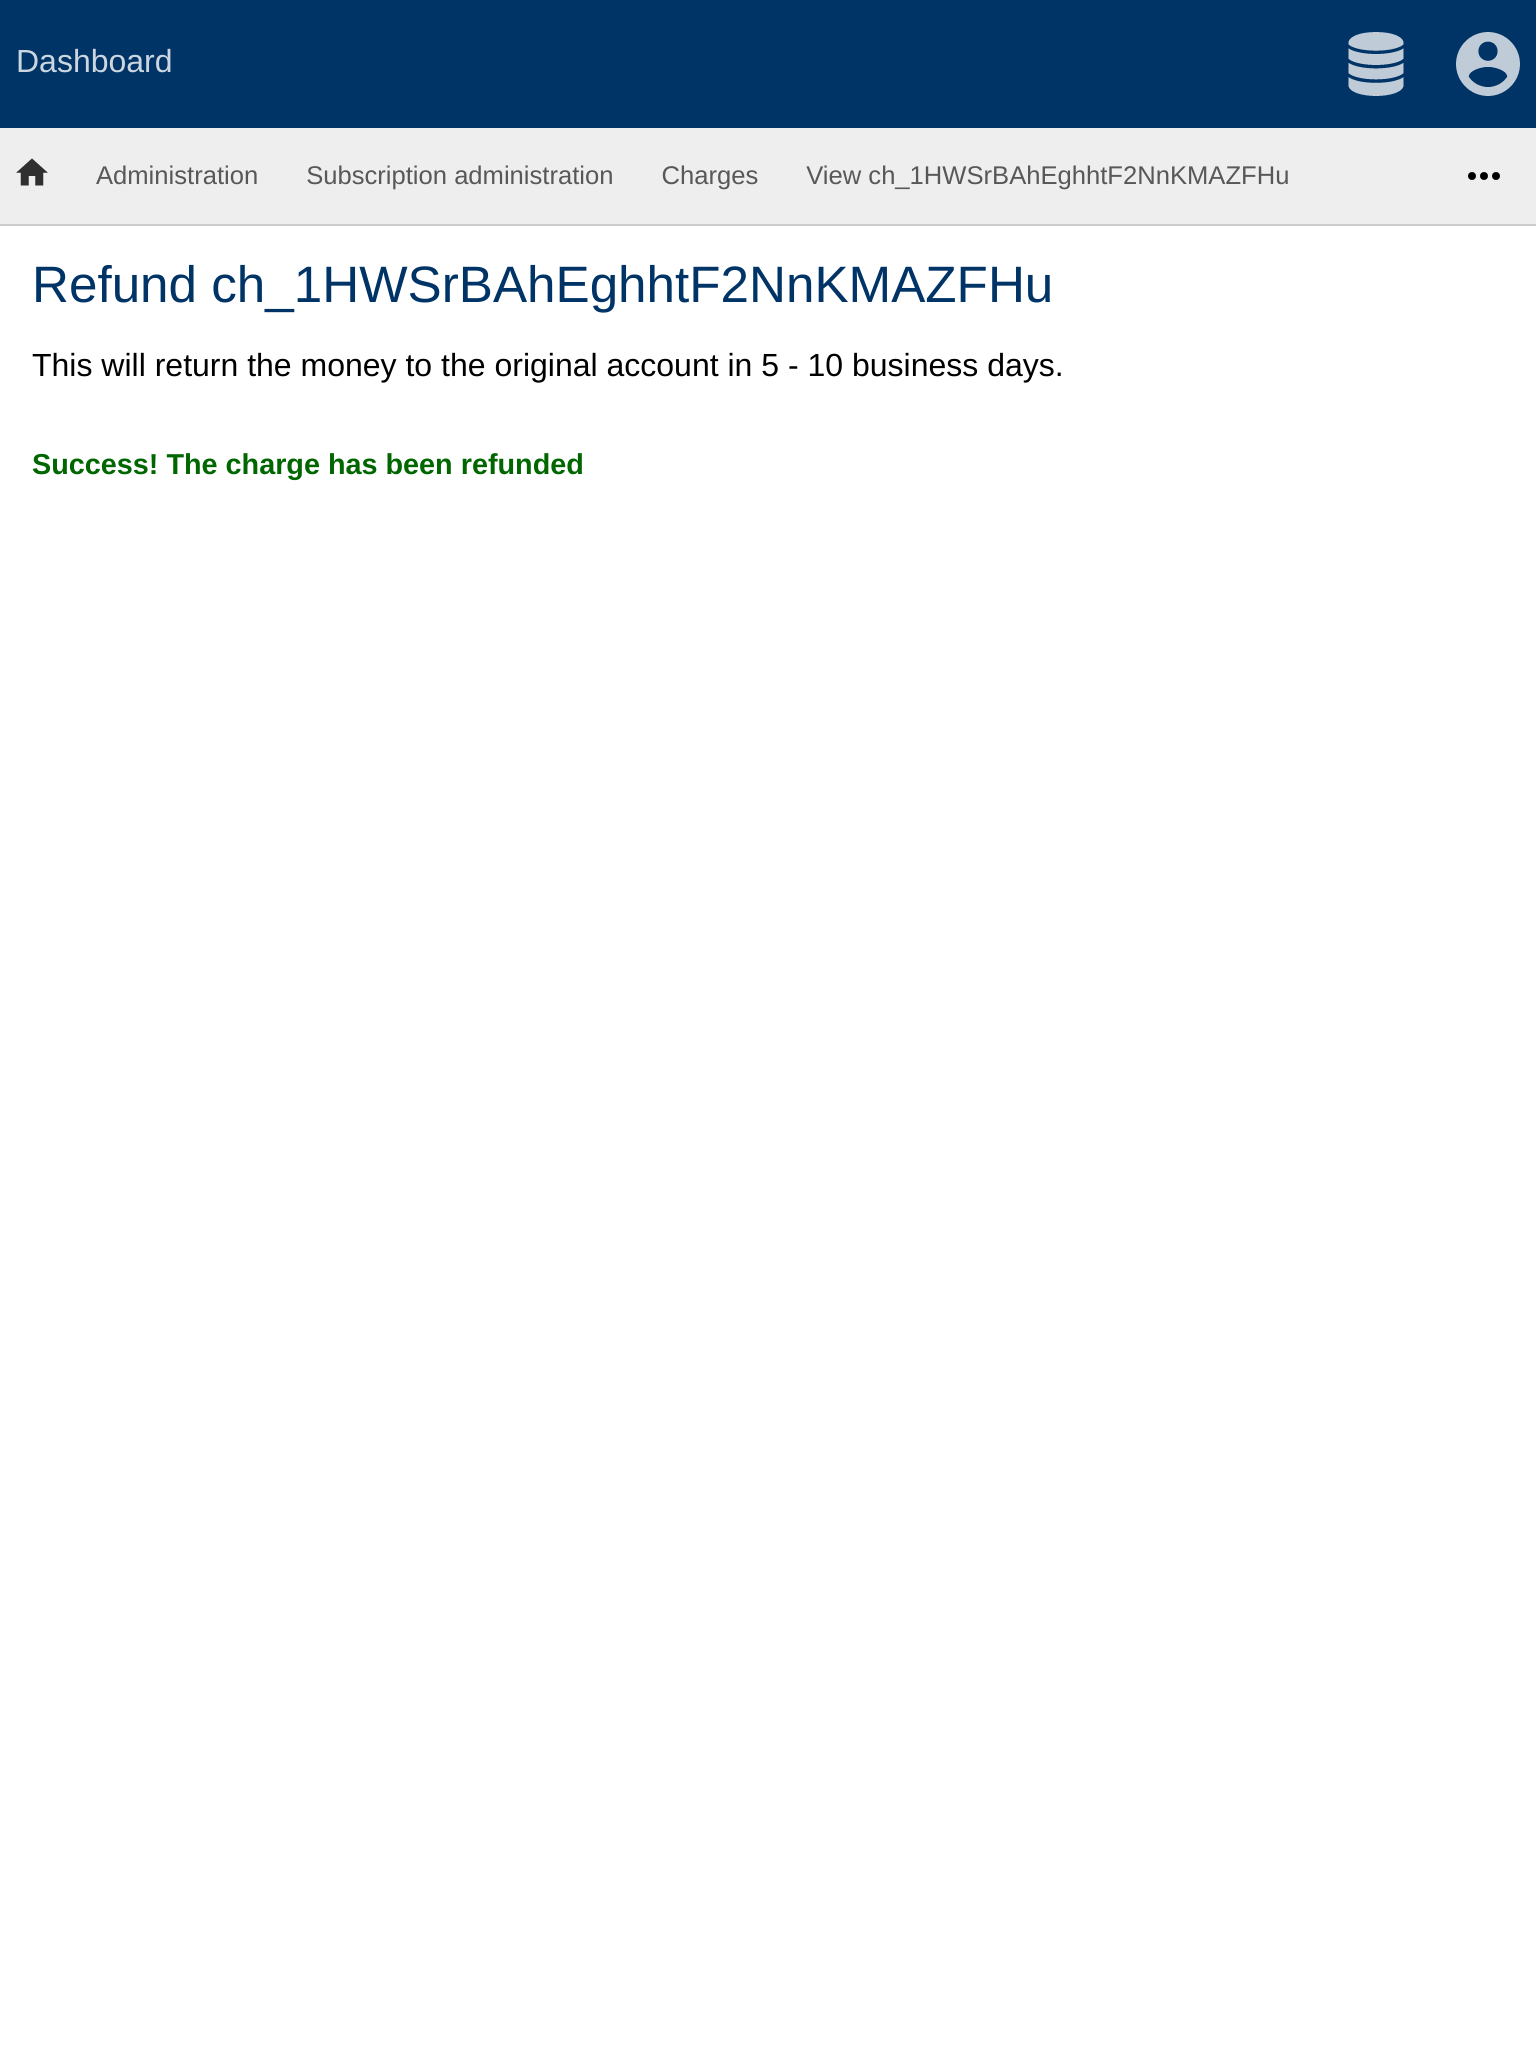 Dashboard
Administration Subscription administration Charges View ch_1HWSrBAhEghhtF2NnKMAZFHu
Refund ch_1HWSrBAhEghhtF2NnKMAZFHu
This will return the money to the original account in 5 - 10 business days.
Success! The charge has been refunded